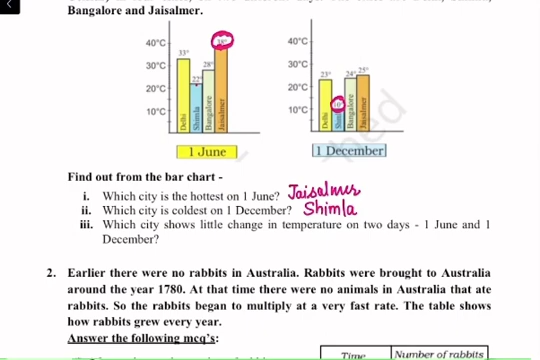 Bangalore and Jaisalmer.
40°C
30°C
20°C
10°C
33°
22°
28°
Delhi
Shimla
Bangalore
Jaisalmer
1 June
40°C
30°C
20°C
10°C
23°
10°
24°
25°
Delhi
Bangalore
Jaisalmer
1 December
Find out from the bar chart -
i. Which city is the hottest on 1 June? Jaisalmer
ii. Which city is coldest on 1 December? Shimla
iii. Which city shows little change in temperature on two days - 1 June and 1
December?
2. Earlier there were no rabbits in Australia. Rabbits were brought to Australia
around the year 1780. At that time there were no animals in Australia that ate
rabbits. So the rabbits began to multiply at a very fast rate. The table shows
how rabbits grew every year.
Answer the following mcq's:
Time
Number of rabbits